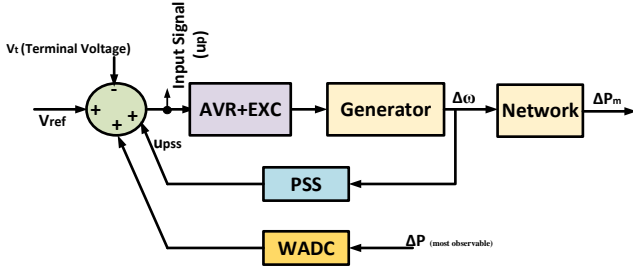 Vt (Terminal Voltage)
Input Signal (up)
-
+
+
+
Vref
upss
AVR+EXC
Generator
Δω
Network
ΔPm
PSS
WADC
ΔP (most observable)